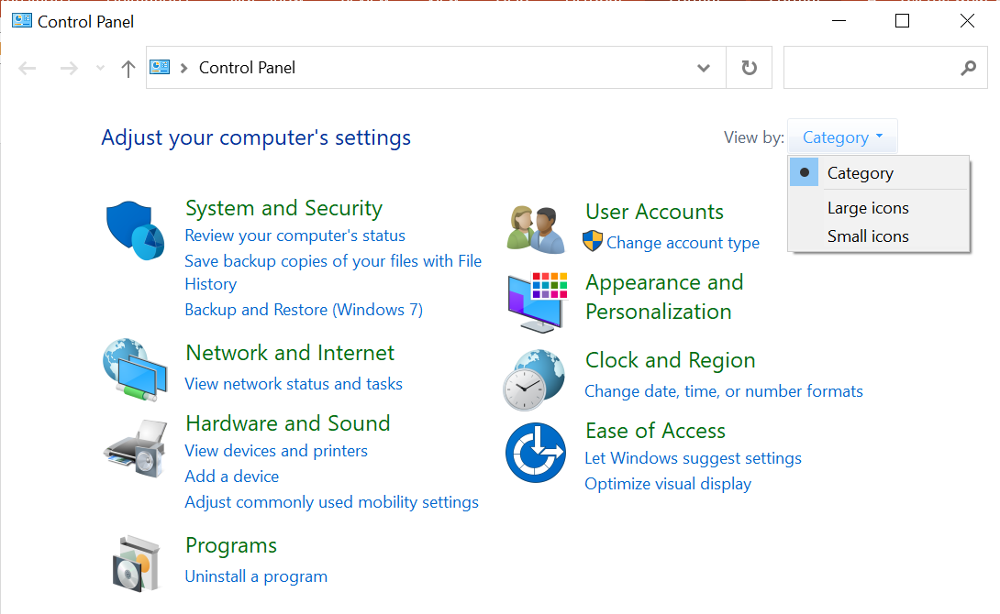 Control Panel
Control Panel
Adjust your computer's settings
View by: Category
Category
Large icons
Small icons
System and Security
Review your computer's status
Save backup copies of your files with File
History
Backup and Restore (Windows 7)
Network and Internet
View network status and tasks
Hardware and Sound
View devices and printers
Add a device
Adjust commonly used mobility settings
Programs
Uninstall a program
User Accounts
Change account type
Appearance and
Personalization
Clock and Region
Change date, time, or number formats
Ease of Access
Let Windows suggest settings
Optimize visual display